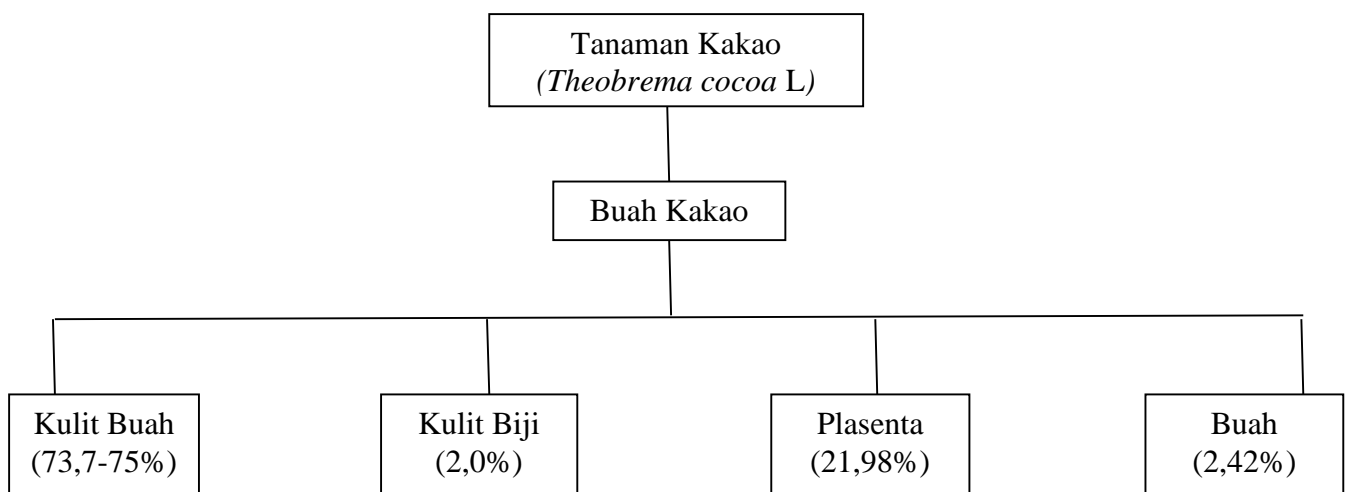 Tanaman Kakao
(Theobrema cocoa L)
Buah Kakao
Kulit Buah
(73,7-75%)
Kulit Biji
(2,0%)
Plasenta
(21,98%)
Buah
(2,42%)